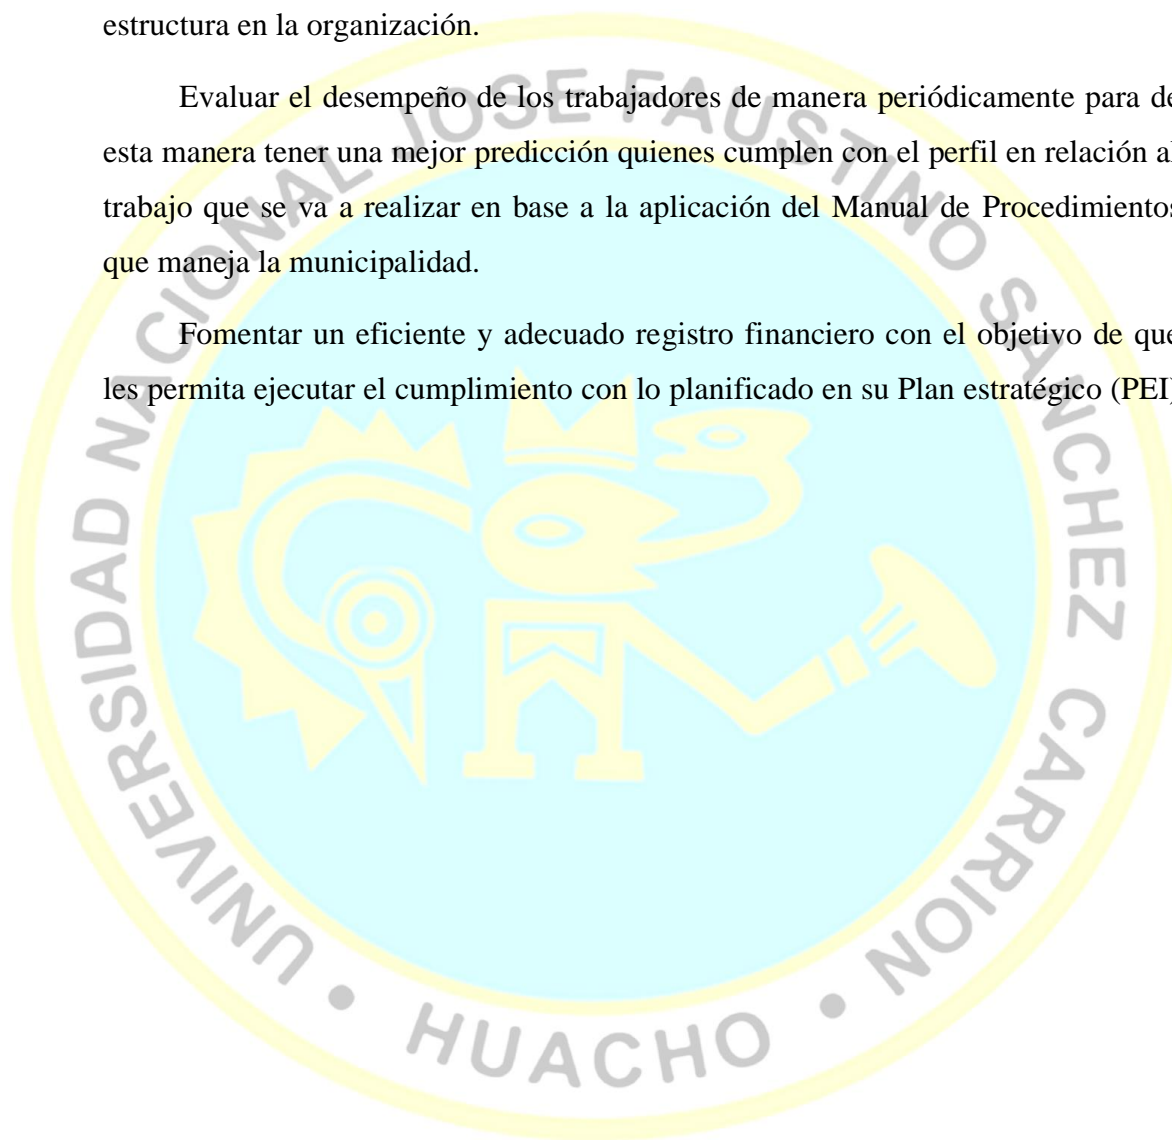 estructura en la organización.
Evaluar el desempeño de los trabajadores de manera periódicamente para de
esta manera tener una mejor predicción quienes cumplen con el perfil en relación al
trabajo que se va a realizar en base a la aplicación del Manual de Procedimientos
que maneja la municipalidad.
Fomentar un eficiente y adecuado registro financiero con el objetivo de que
les permita ejecutar el cumplimiento con lo planificado en su Plan estratégico (PEI)
UNIVERSIDAD NACIONAL JOSE FAUSTINO SANCHEZ CARRION
• HUACHO •